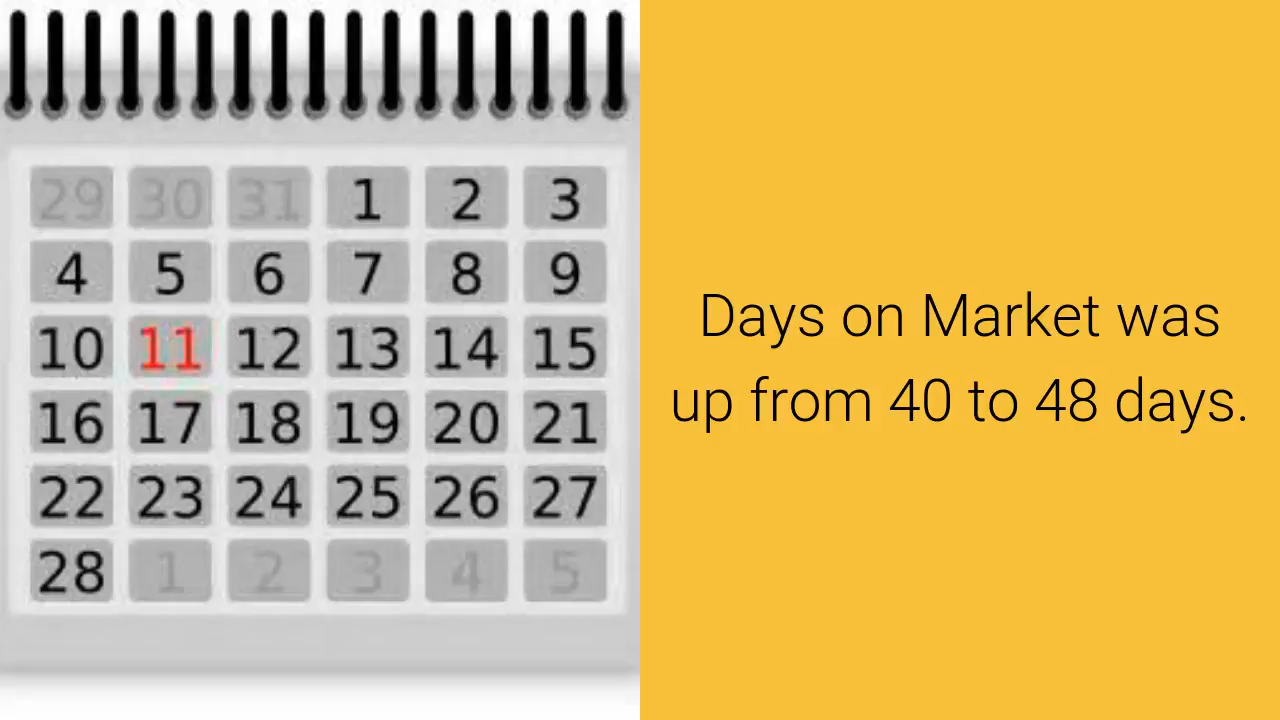 29 30 31 1 2 3
4 5 6 7 8 9
10 11 12 13 14 15
16 17 18 19 20 21
22 23 24 25 26 27
28 1 2 3 4 5
Days on Market was
up from 40 to 48 days.